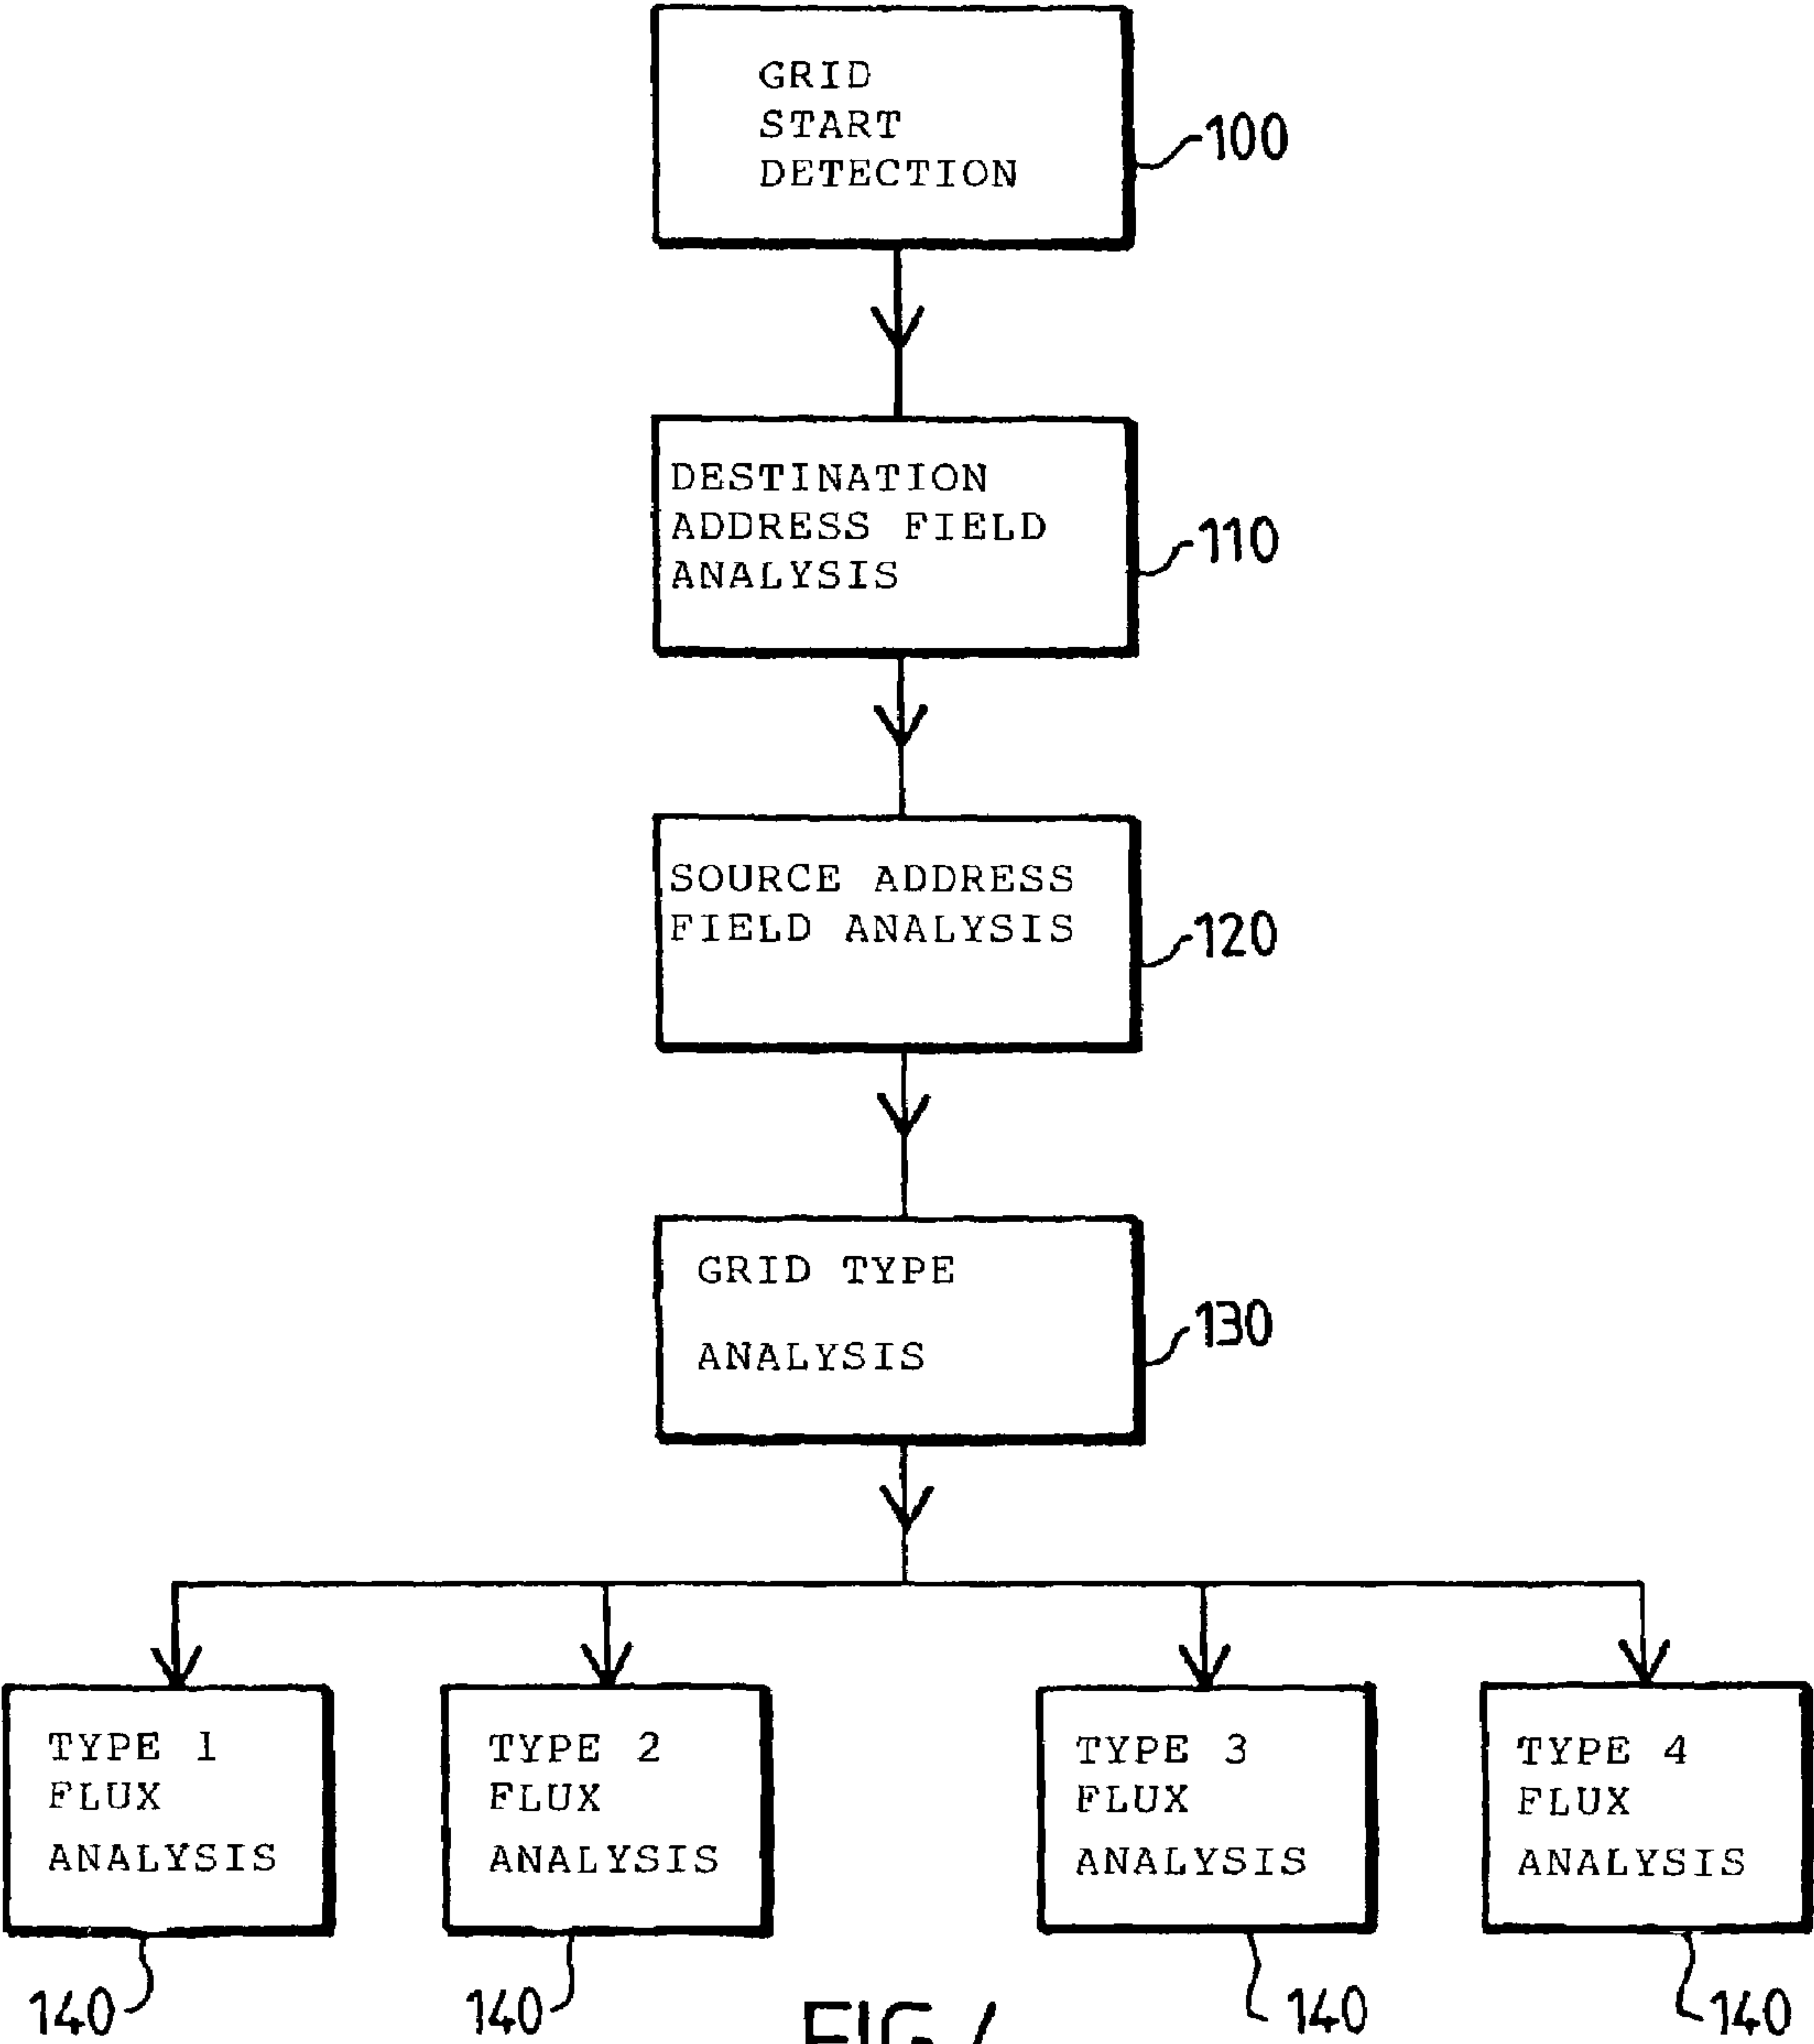 GRID
START
DETECTION
100
DESTINATION
ADDRESS FIELD
ANALYSIS
110
SOURCE ADDRESS
FIELD ANALYSIS
120
GRID TYPE
ANALYSIS
130
TYPE 1
FLUX
ANALYSIS
140
TYPE 2
FLUX
ANALYSIS
140
TYPE 3
FLUX
ANALYSIS
140
TYPE 4
FLUX
ANALYSIS
140
FIG